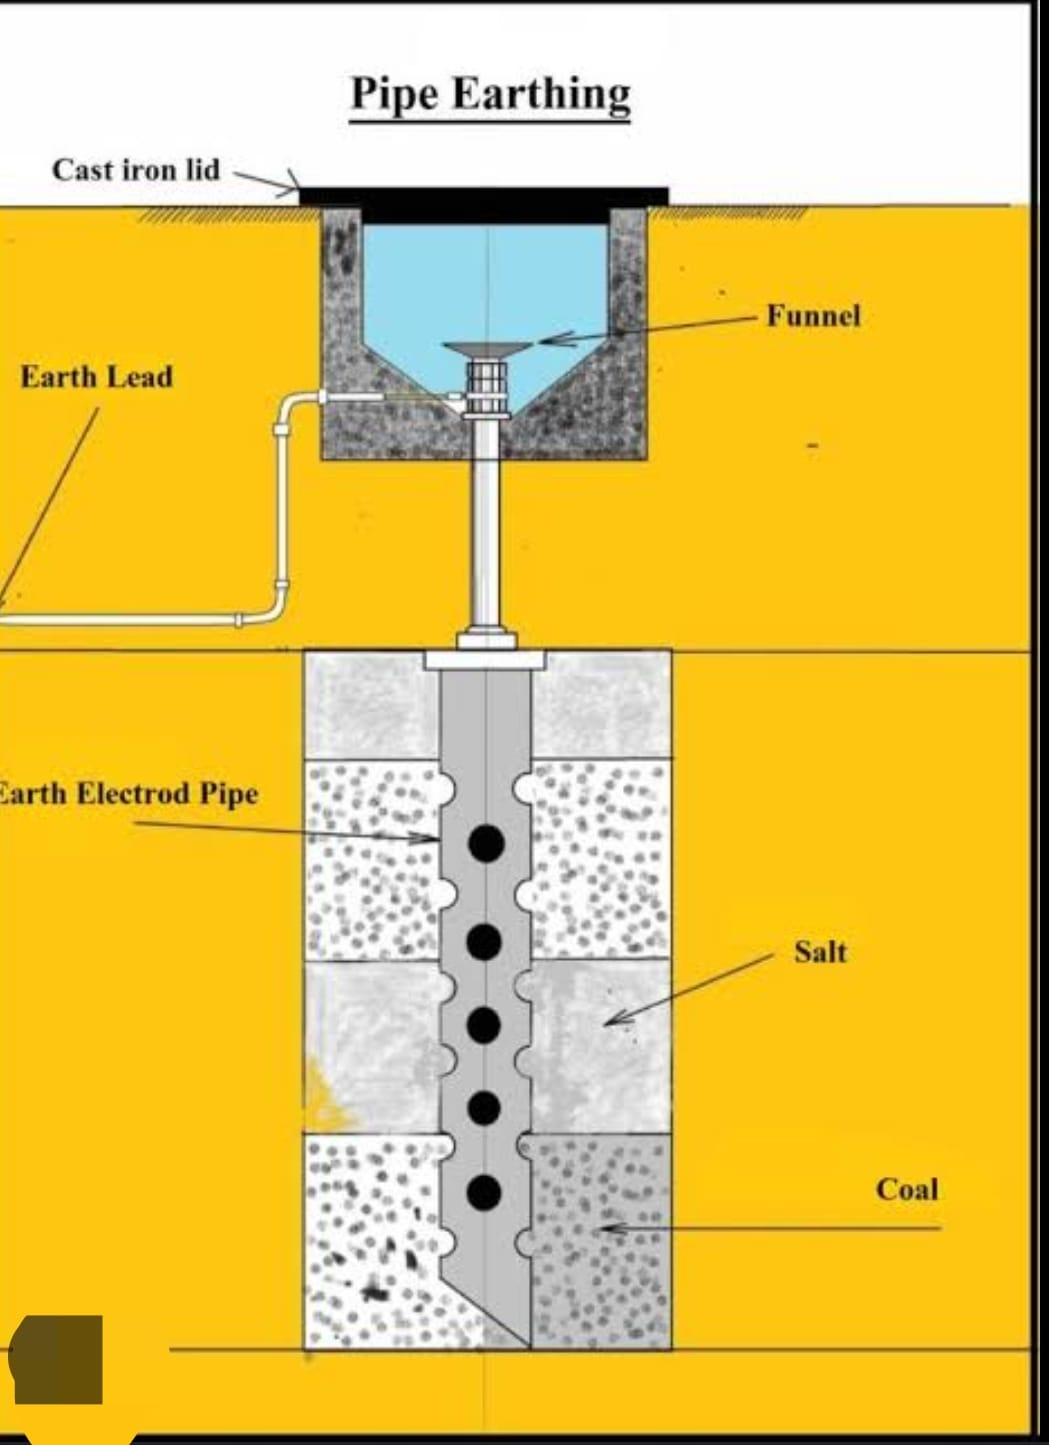 Pipe Earthing
Cast iron lid
Funnel
Earth Lead
Earth Electrod Pipe
Salt
Coal